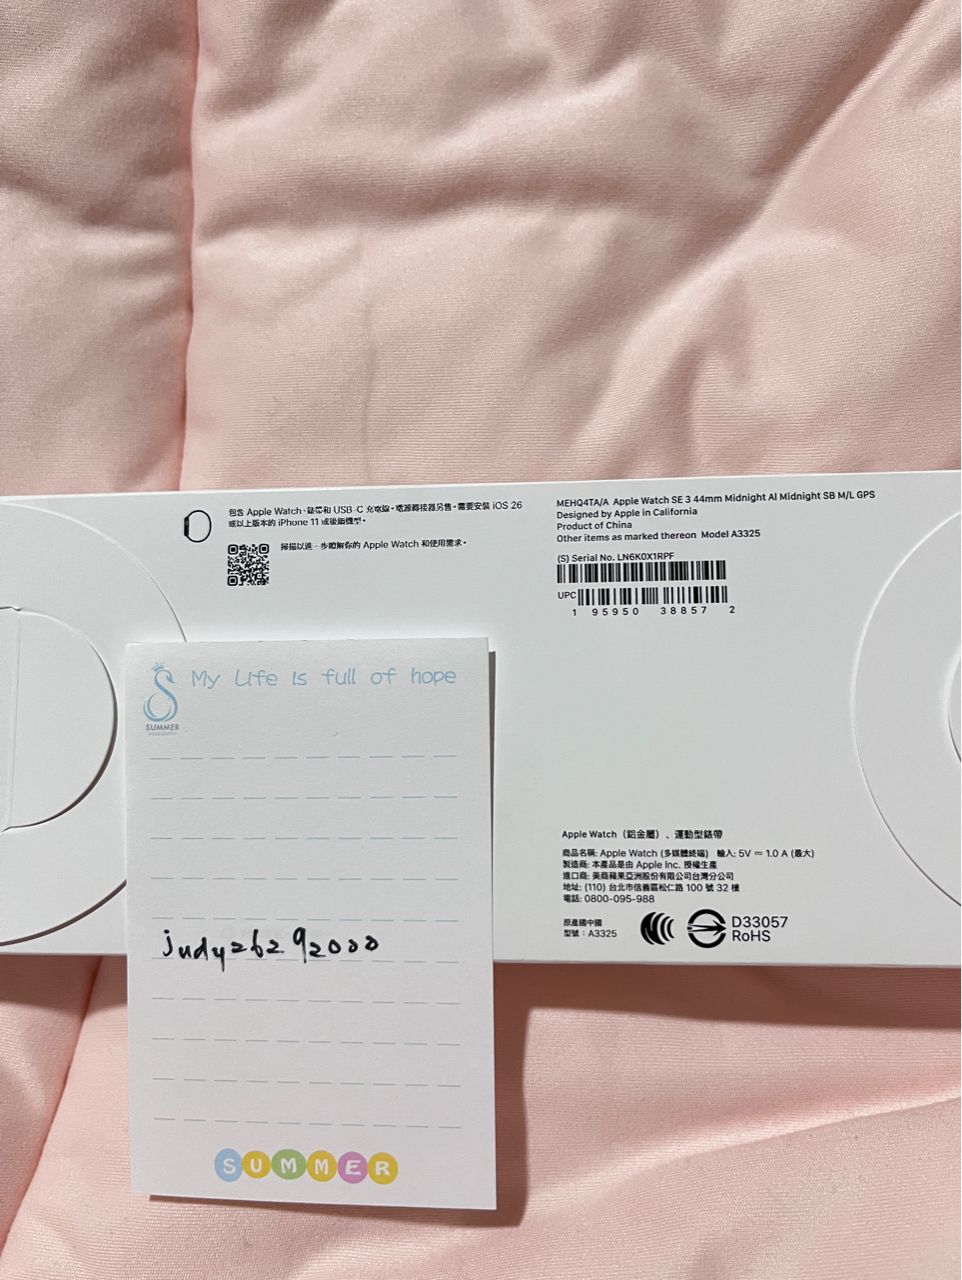 包含 Apple Watch、錶帶和 USB-C 充電線。電源轉接器另售。需要安裝 iOS 26
或以上版本的 iPhone 11 或後續機型。
掃描以進一步瞭解你的 Apple Watch 和使用需求。
MEHQ4TA/A Apple Watch SE 3 44mm Midnight Al Midnight SB M/L GPS
Designed by Apple in California
Product of China
Other items as marked thereon Model A3325
(S) Serial No. LN6K0X1RPF
UPC
1 95950 38857 2
My Life Is full of hope
S
SUMMER
judy26292000
SUMMER
Apple Watch（鋁金屬）、運動型錶帶
商品名稱: Apple Watch (多媒體終端) 輸入: 5V ⎓ 1.0 A (最大)
製造商: 本產品是由 Apple Inc. 授權生產
進口商: 美商蘋果亞洲股份有限公司台灣分公司
地址: (110) 台北市信義區松仁路 100 號 32 樓
電話: 0800-095-988
原產國中國
型號：A3325
D33057
RoHS